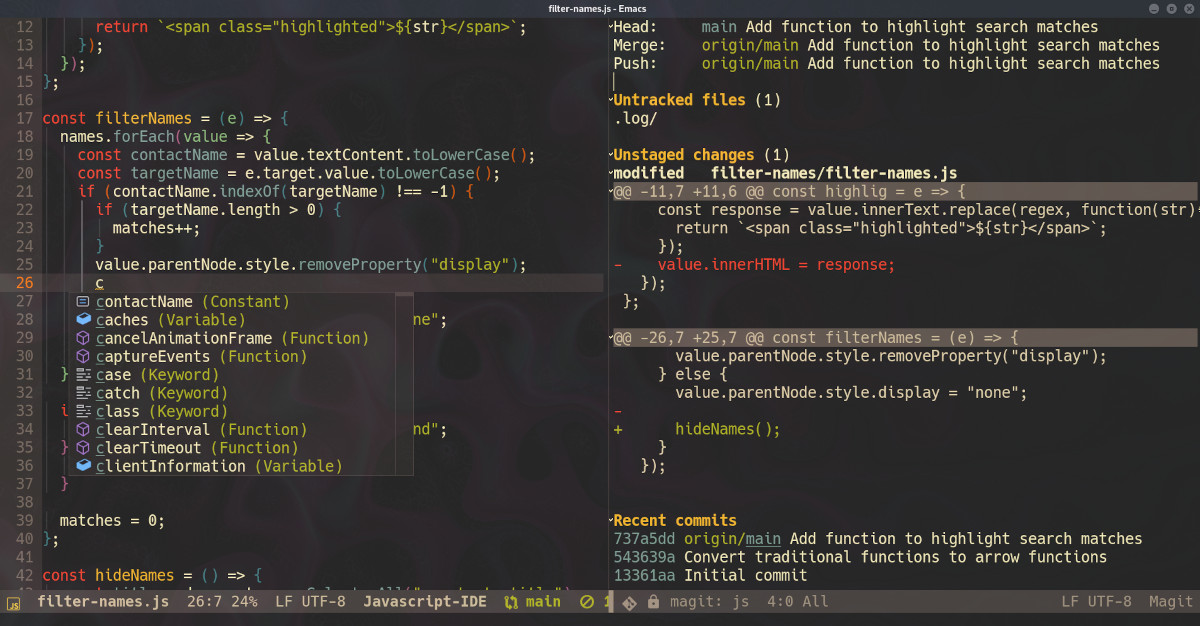 filter-names.js - Emacs
12 return `<span class="highlighted">${str}</span>`;
13 });
14 });
15 };
16
17 const filterNames = (e) => {
18 names.forEach(value => {
19 const contactName = value.textContent.toLowerCase();
20 const targetName = e.target.value.toLowerCase();
21 if (contactName.indexOf(targetName) !== -1) {
22 if (targetName.length > 0) {
23 matches++;
24 }
25 value.parentNode.style.removeProperty("display");
26 c
27 contactName (Constant)
28 caches (Variable) ne";
29 cancelAnimationFrame (Function)
30 captureEvents (Function)
31 } case (Keyword)
32 catch (Keyword)
33 i class (Keyword)
34 clearInterval (Function) nd";
35 } clearTimeout (Function)
36 clientInformation (Variable)
37 }
38
39 matches = 0;
40 };
41
42 const hideNames = () => {
filter-names.js 26:7 24% LF UTF-8 Javascript-IDE main 1
Head: main Add function to highlight search matches
Merge: origin/main Add function to highlight search matches
Push: origin/main Add function to highlight search matches
Untracked files (1)
.log/
Unstaged changes (1)
modified filter-names/filter-names.js
@@ -11,7 +11,6 @@ const highlig = e => {
const response = value.innerText.replace(regex, function(str)
return `<span class="highlighted">${str}</span>`;
});
- value.innerHTML = response;
});
};
@@ -26,7 +25,7 @@ const filterNames = (e) => {
value.parentNode.style.removeProperty("display");
} else {
value.parentNode.style.display = "none";
-
+ hideNames();
}
});
Recent commits
737a5dd origin/main Add function to highlight search matches
543639a Convert traditional functions to arrow functions
13361aa Initial commit
magit: js 4:0 All LF UTF-8 Magit